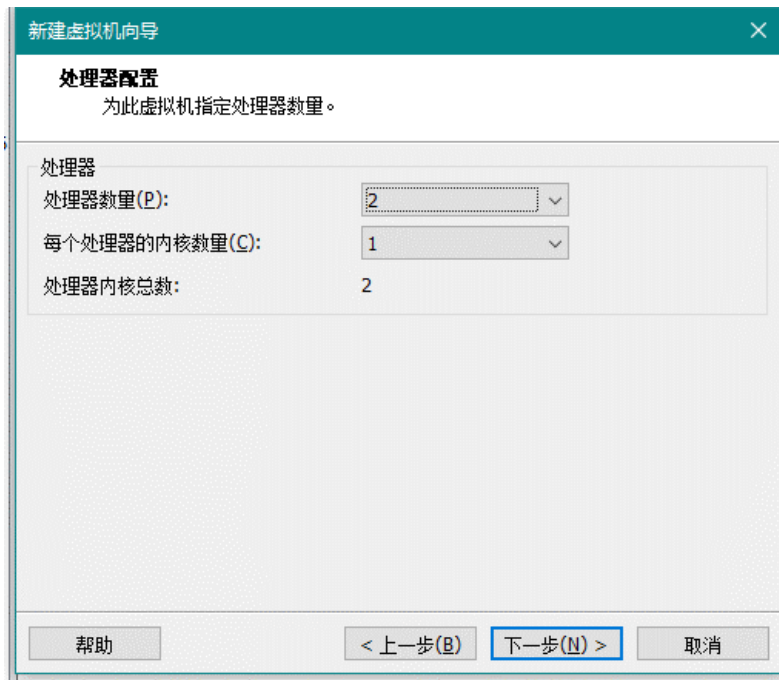 新建虚拟机向导
处理器配置
为此虚拟机指定处理器数量。
处理器
处理器数量(P): 2
每个处理器的内核数量(C): 1
处理器内核总数: 2
帮助 < 上一步(B) 下一步(N) > 取消